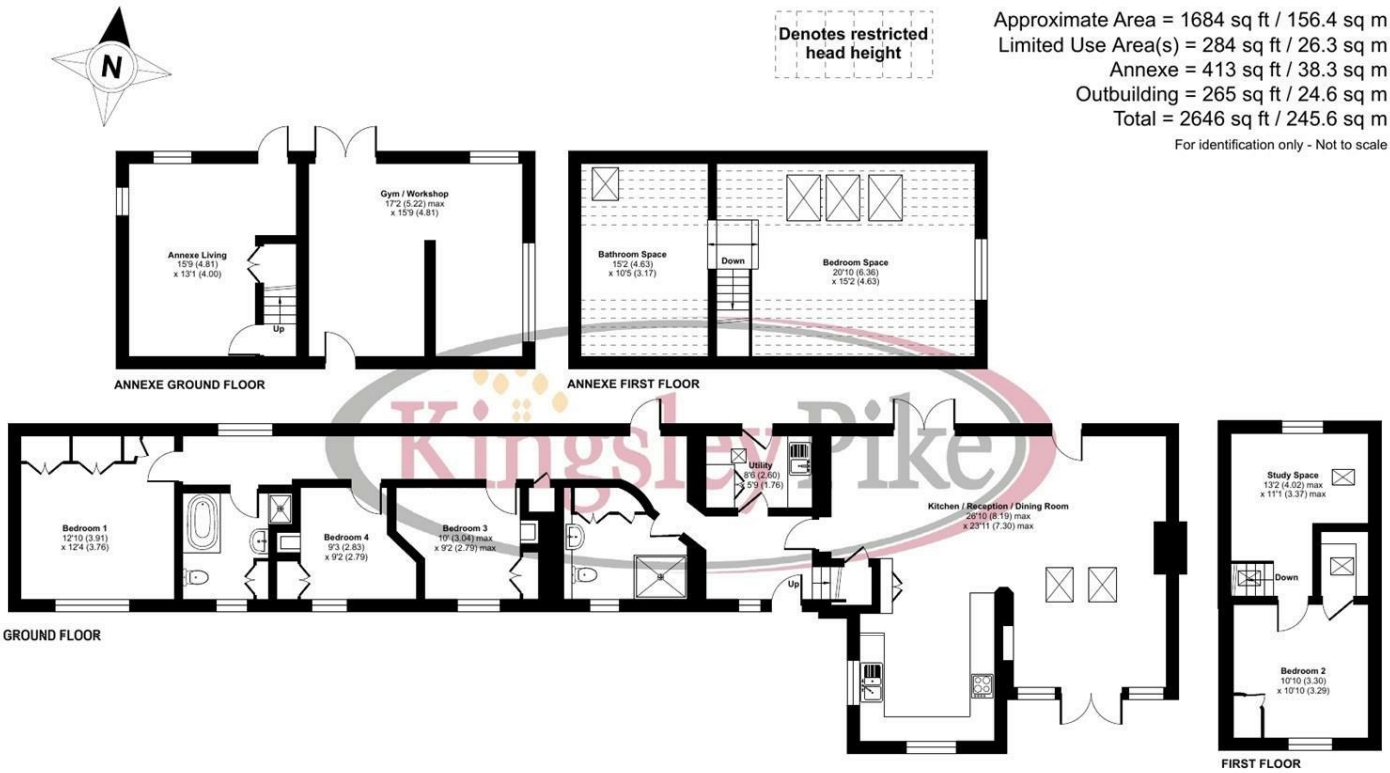 N
Denotes restricted
head height
Approximate Area = 1684 sq ft / 156.4 sq m
Limited Use Area(s) = 284 sq ft / 26.3 sq m
Annexe = 413 sq ft / 38.3 sq m
Outbuilding = 265 sq ft / 24.6 sq m
Total = 2646 sq ft / 245.6 sq m
For identification only - Not to scale
Gym / Workshop
17'2 (5.22) max
x 15'9 (4.81)
Annexe Living
15'9 (4.81)
x 13'1 (4.00)
Up
ANNEXE GROUND FLOOR
Bathroom Space
15'2 (4.63)
x 10'5 (3.17)
Down
Bedroom Space
20'10 (6.36)
x 15'2 (4.63)
ANNEXE FIRST FLOOR
Kingsley Pike
Bedroom 1
12'10 (3.91)
x 12'4 (3.76)
Bedroom 4
9'3 (2.83)
x 9'2 (2.79)
Bedroom 3
10' (3.04) max
x 9'2 (2.79) max
Utility
8'6 (2.60)
5'9 (1.76)
Up
Kitchen / Reception / Dining Room
26'10 (8.19) max
x 23'11 (7.30) max
GROUND FLOOR
Study Space
13'2 (4.02) max
x 11'1 (3.37) max
Down
Bedroom 2
10'10 (3.30)
x 10'10 (3.29)
FIRST FLOOR